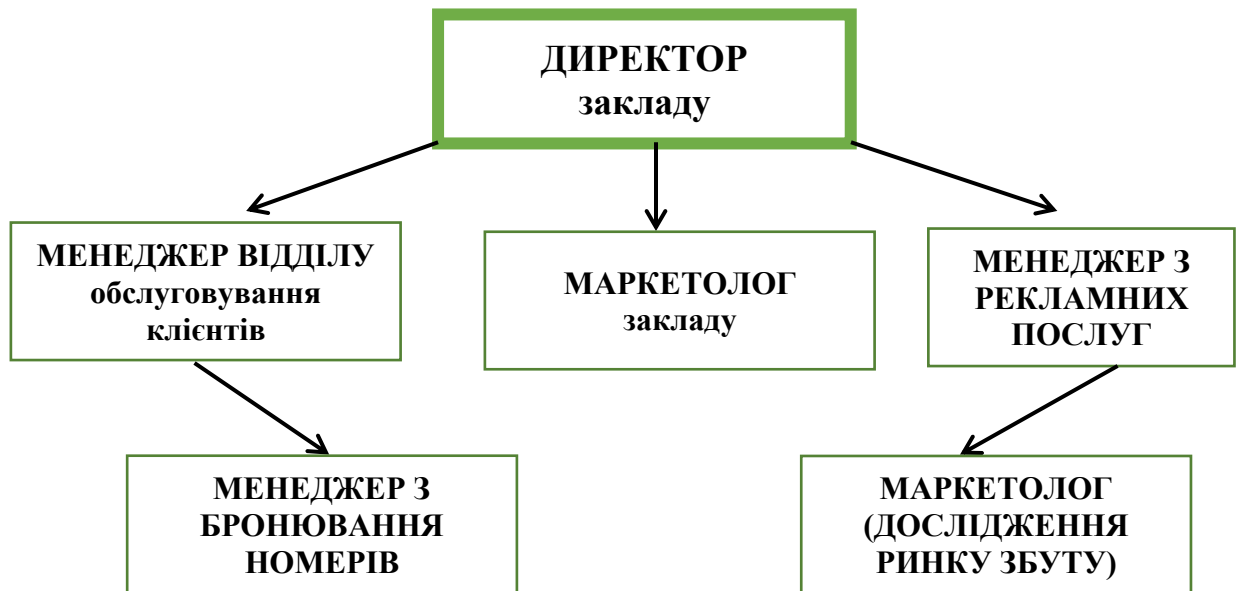 ДИРЕКТОР
закладу
МЕНЕДЖЕР ВІДДІЛУ
обслуговування
клієнтів
МАРКЕТОЛОГ
закладу
МЕНЕДЖЕР З
РЕКЛАМНИХ
ПОСЛУГ
МЕНЕДЖЕР З
БРОНЮВАННЯ
НОМЕРІВ
МАРКЕТОЛОГ
(ДОСЛІДЖЕННЯ
РИНКУ ЗБУТУ)